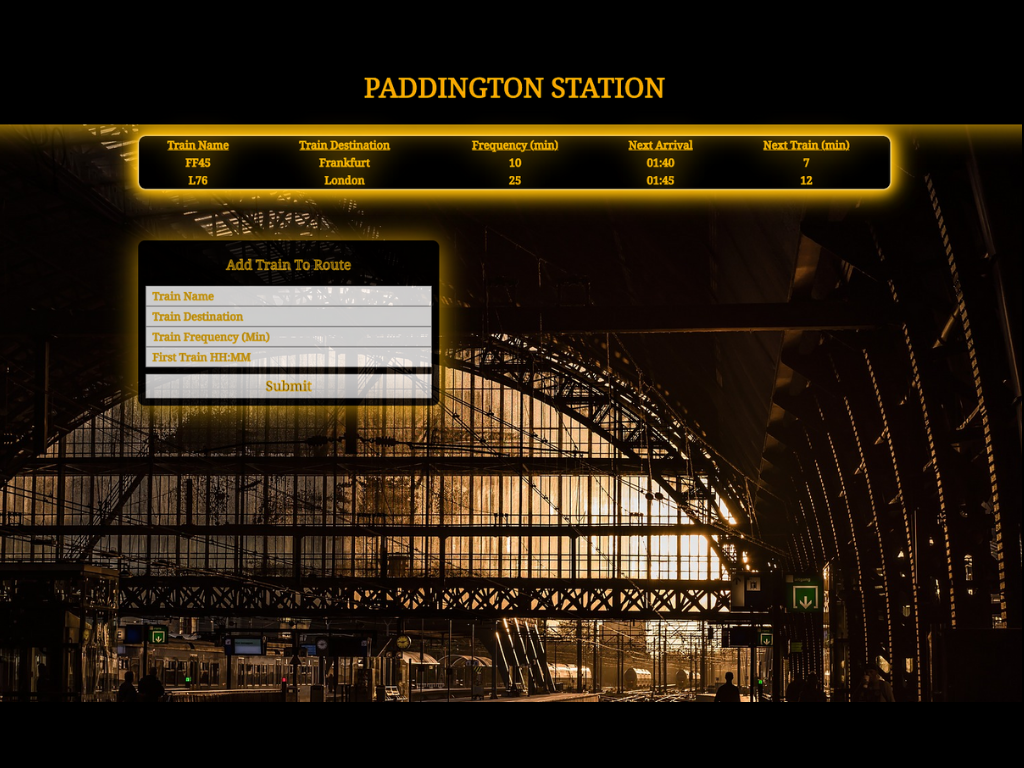 PADDINGTON STATION
Train Name Train Destination Frequency (min) Next Arrival Next Train (min)
FF45 Frankfurt 10 01:40 7
L76 London 25 01:45 12
Add Train To Route
Train Name
Train Destination
Train Frequency (Min)
First Train HH:MM
Submit